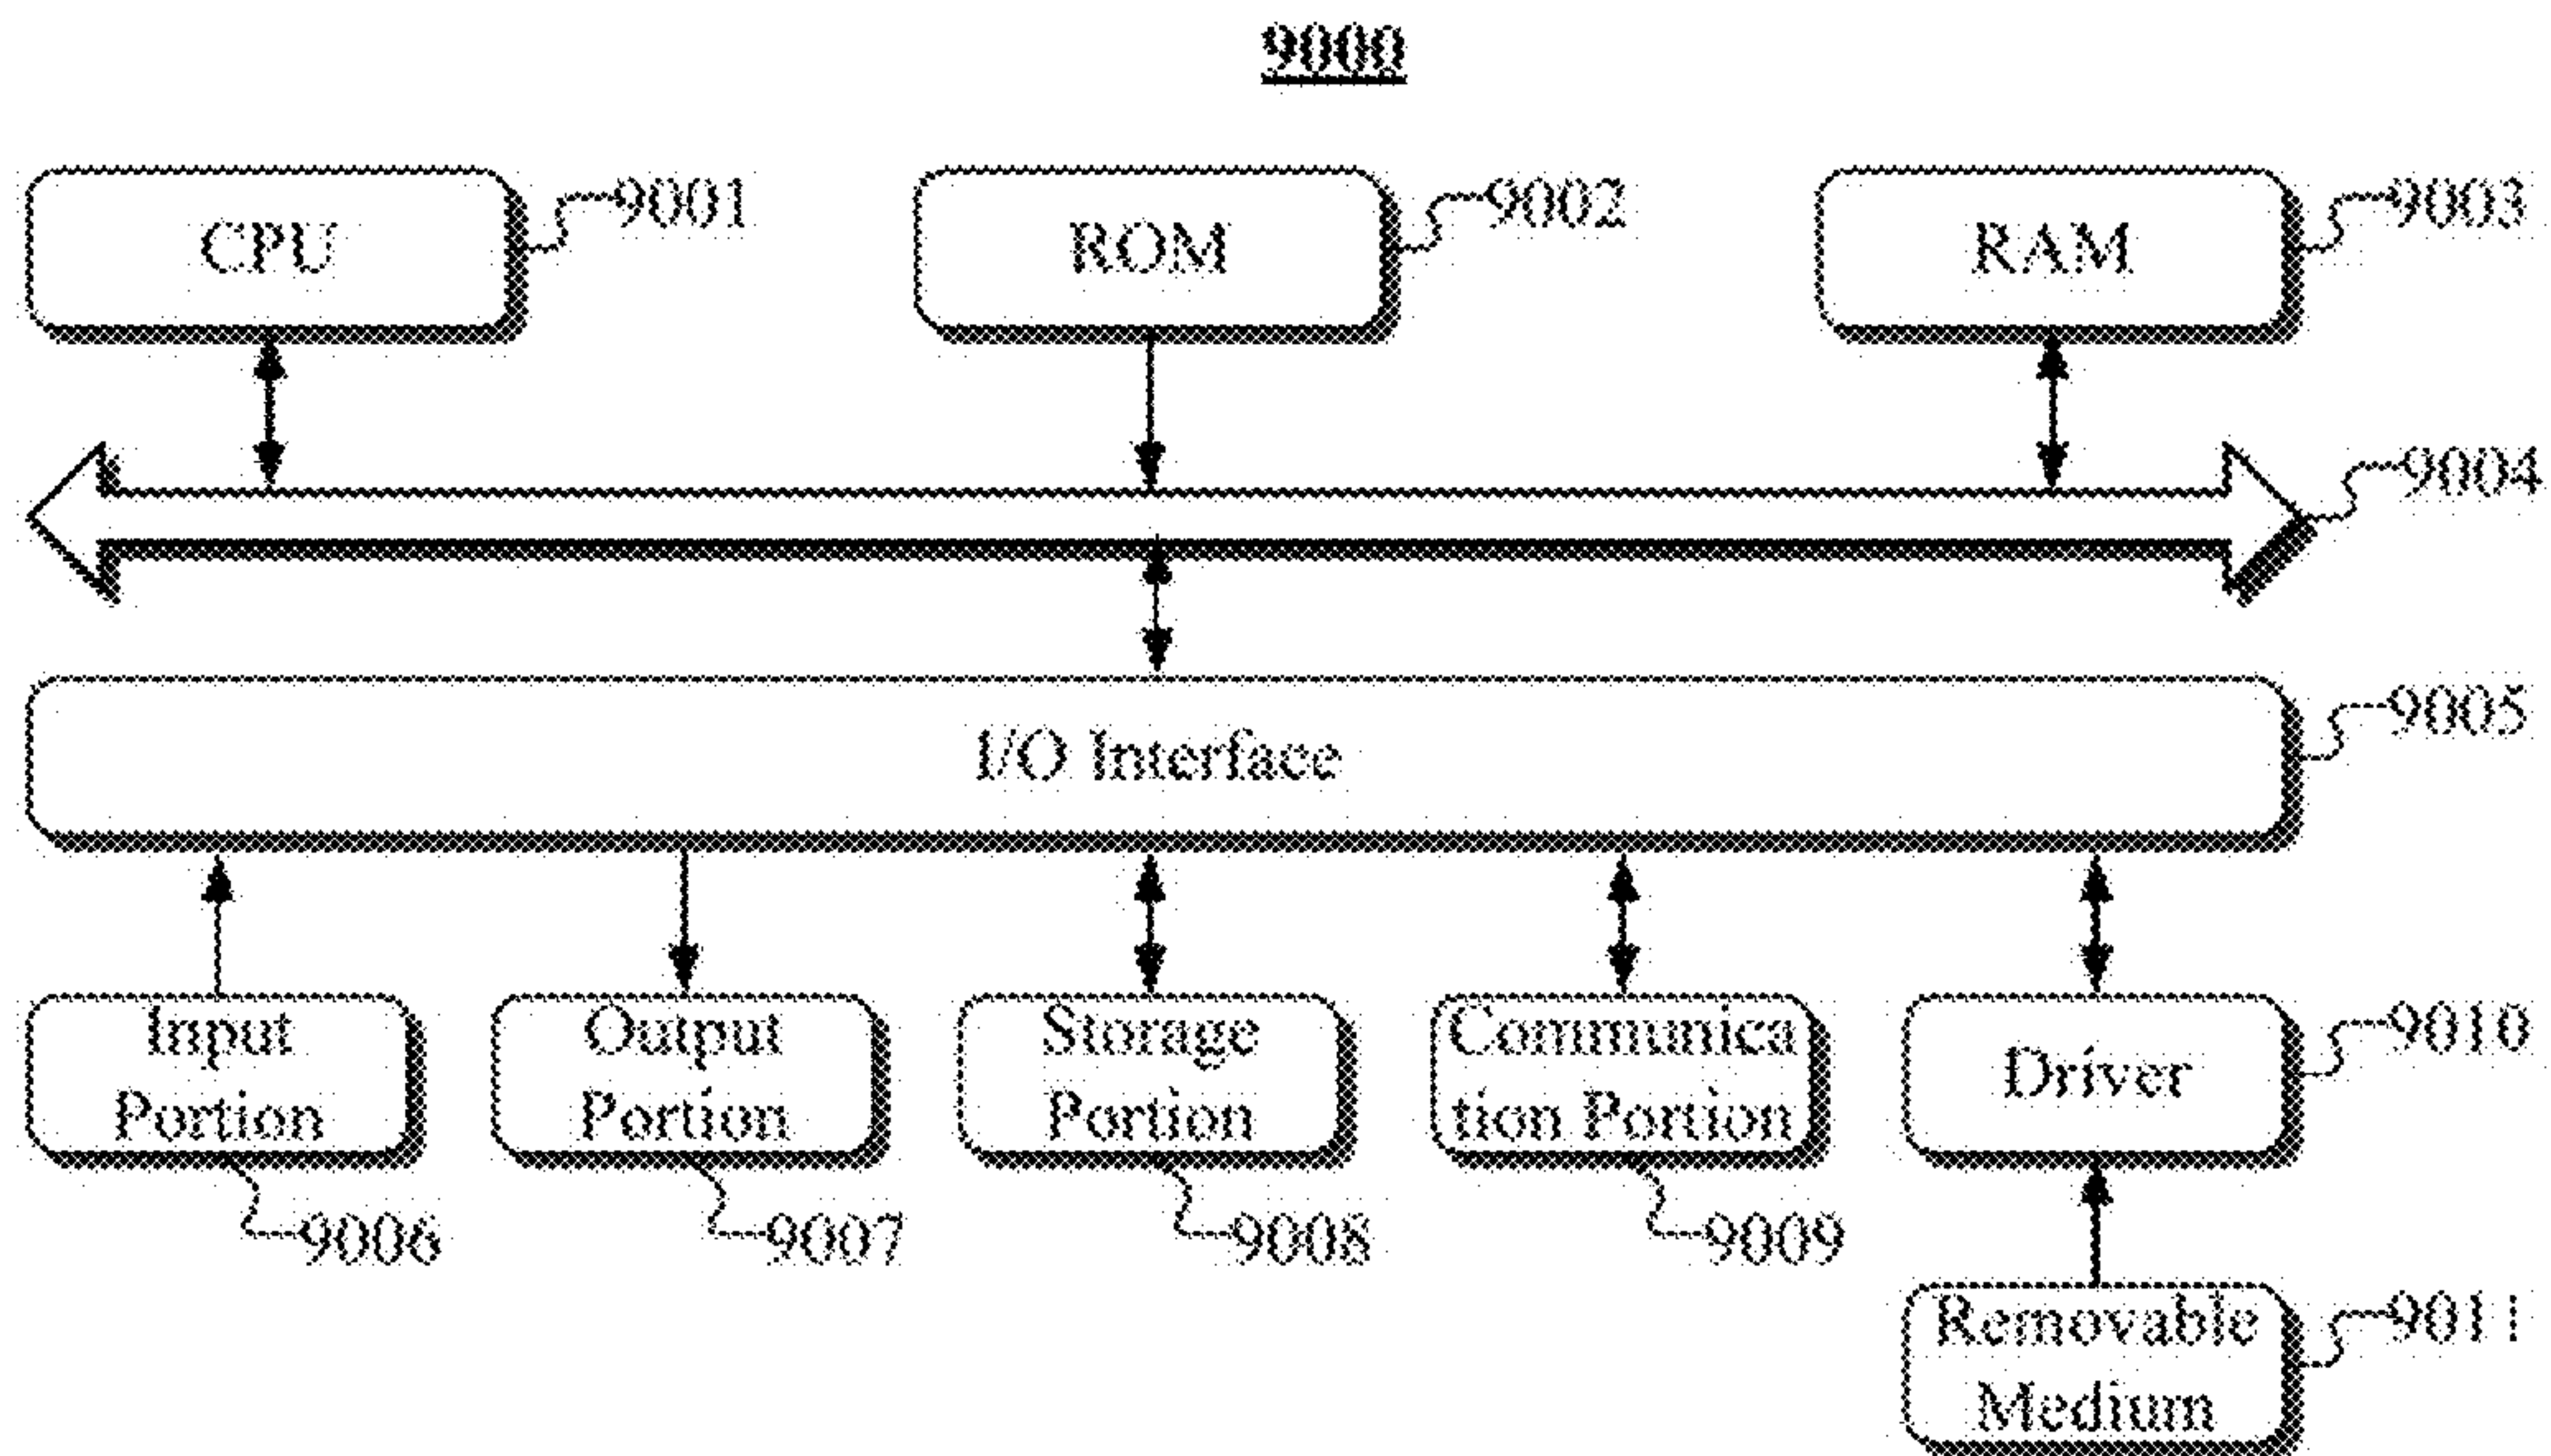 9000
CPU
9001
ROM
9002
RAM
9003
9004
I/O Interface
9005
Input
Portion
Output
Portion
Storage
Portion
Communica
tion Portion
Driver
9010
9006
9007
9008
9009
Removable
Medium
9011